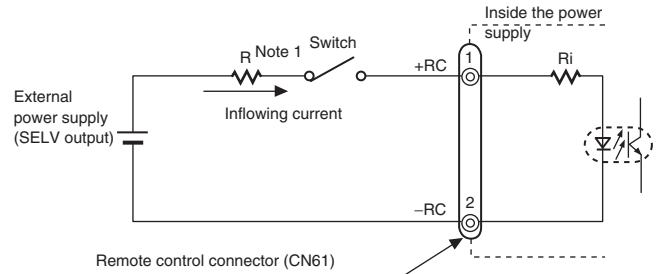 Inside the power
supply
R Note 1 Switch
+RC 1 Ri
External
power supply
(SELV output)
Inflowing current
−RC 2
Remote control connector (CN61)